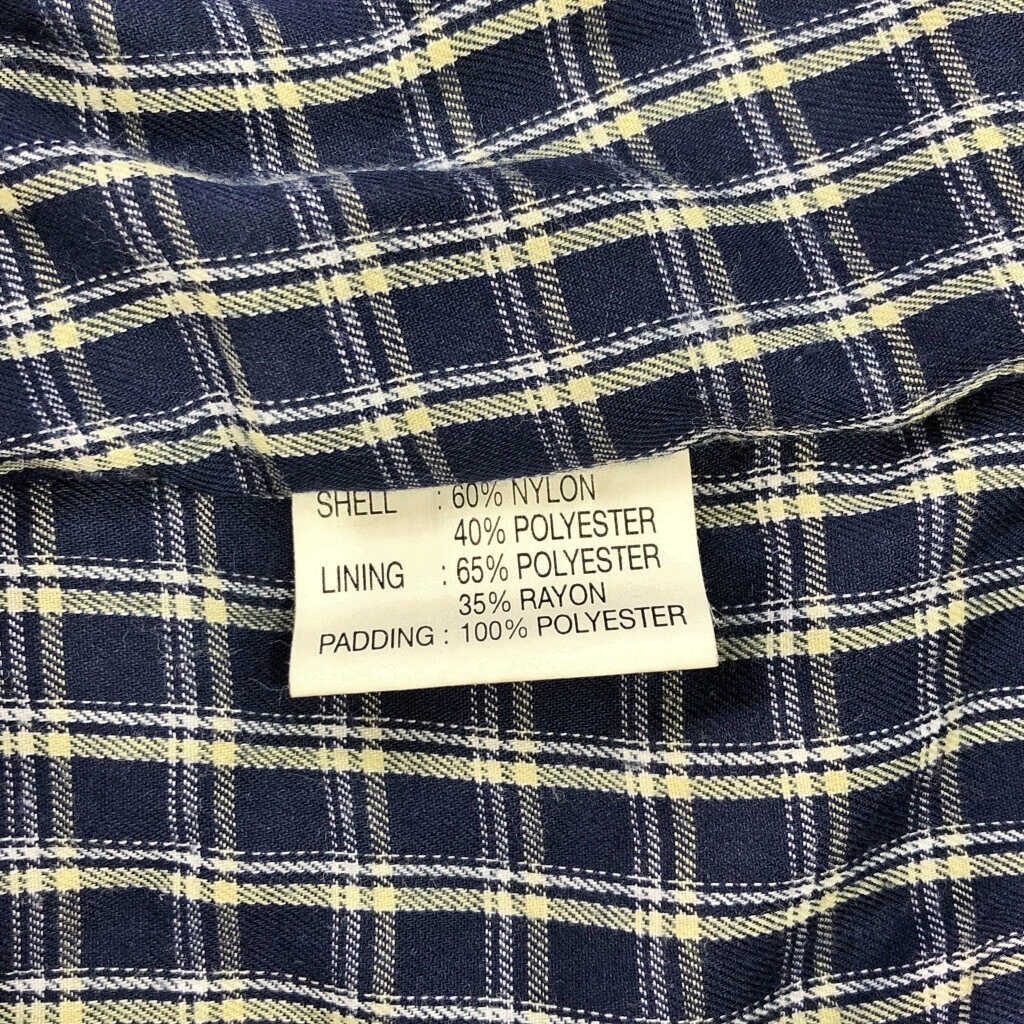 SHELL : 60% NYLON
40% POLYESTER
LINING : 65% POLYESTER
35% RAYON
PADDING : 100% POLYESTER